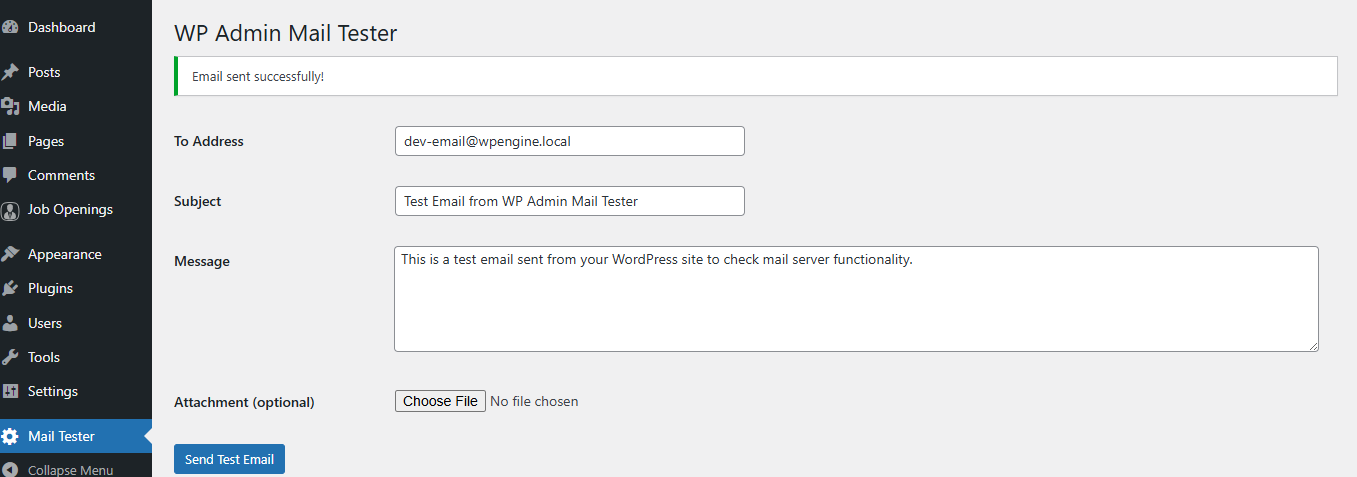 Dashboard
Posts
Media
Pages
Comments
Job Openings
Appearance
Plugins
Users
Tools
Settings
Mail Tester
Collapse Menu
WP Admin Mail Tester
Email sent successfully!
To Address
dev-email@wpengine.local
Subject
Test Email from WP Admin Mail Tester
Message
This is a test email sent from your WordPress site to check mail server functionality.
Attachment (optional)
Choose File No file chosen
Send Test Email